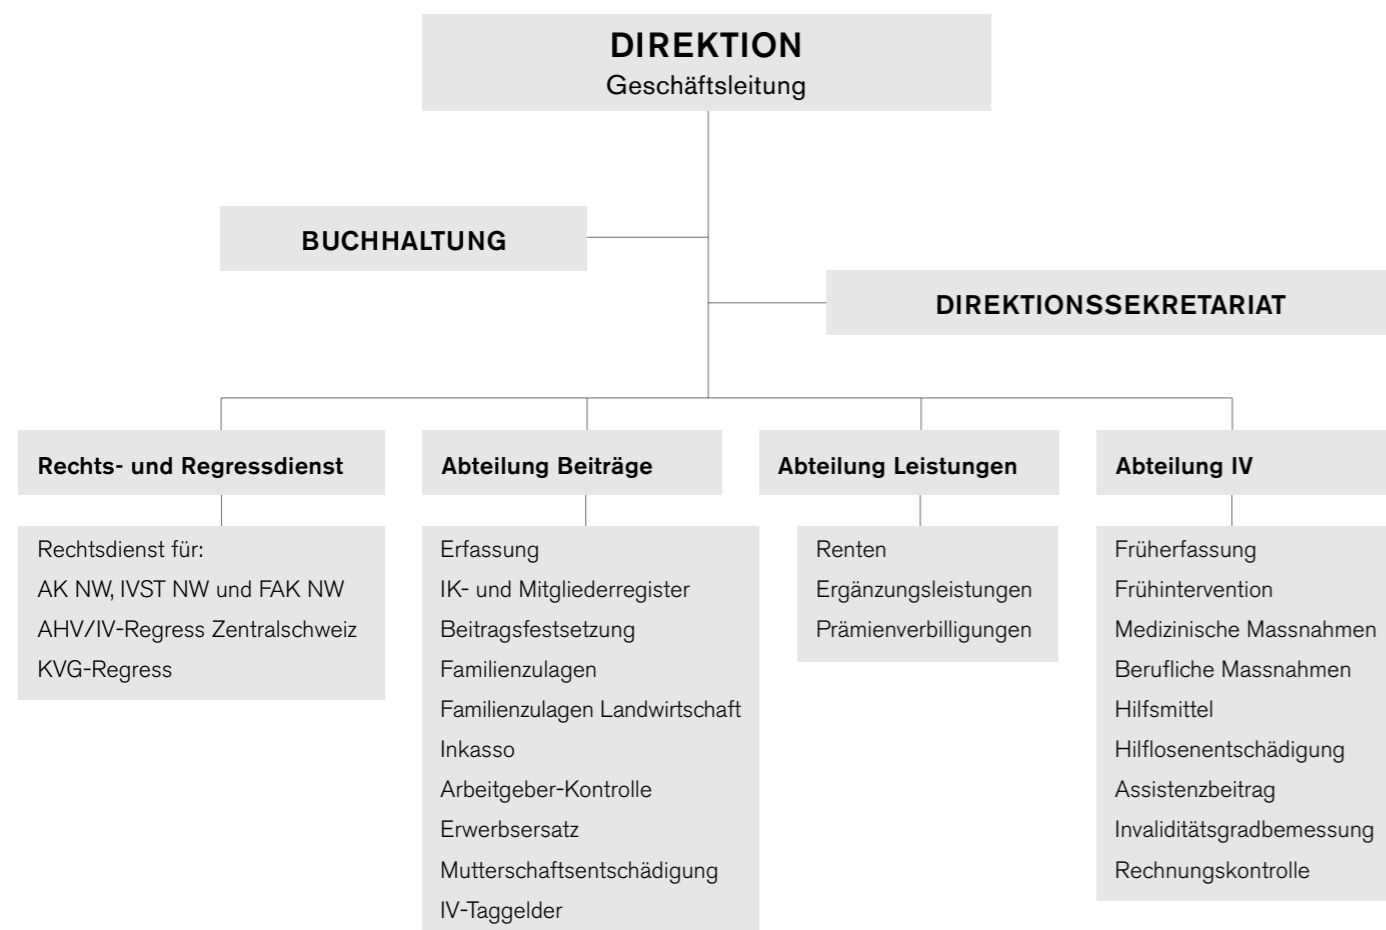 DIREKTION
Geschäftsleitung
BUCHHALTUNG
DIREKTIONSSEKRETARIAT
Rechts- und Regressdienst
Rechtsdienst für:
AK NW, IVST NW und FAK NW
AHV/IV-Regress Zentralschweiz
KVG-Regress
Abteilung Beiträge
Erfassung
IK- und Mitgliederregister
Beitragsfestsetzung
Familienzulagen
Familienzulagen Landwirtschaft
Inkasso
Arbeitgeber-Kontrolle
Erwerbsersatz
Mutterschaftsentschädigung
IV-Taggelder
Abteilung Leistungen
Renten
Ergänzungsleistungen
Prämienverbilligungen
Abteilung IV
Früherfassung
Frühintervention
Medizinische Massnahmen
Berufliche Massnahmen
Hilfsmittel
Hilflosenentschädigung
Assistenzbeitrag
Invaliditätsgradbemessung
Rechnungskontrolle